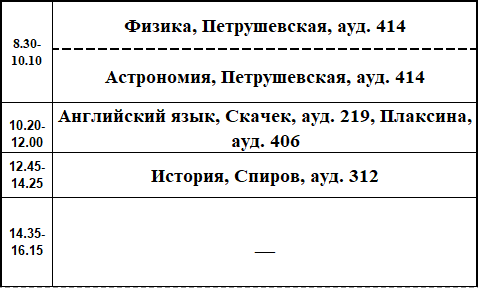 8.30-
10.10
Физика, Петрушевская, ауд. 414
Астрономия, Петрушевская, ауд. 414
10.20-
12.00
Английский язык, Скачек, ауд. 219, Плаксина,
ауд. 406
12.45-
14.25
История, Спиров, ауд. 312
14.35-
16.15
—